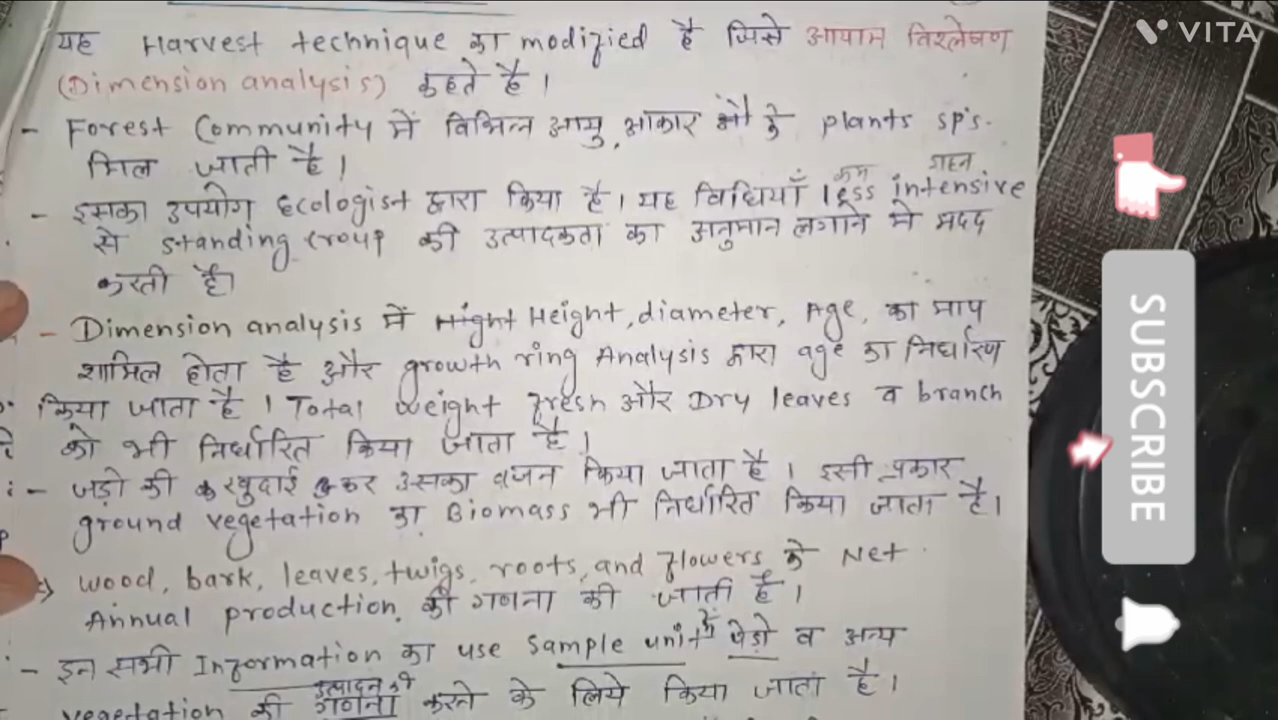 यह Harvest technique का modified है जिसे आयाम विश्लेषण
(Dimension analysis) कहते है।
- Forest Community में विभिन्न आयु, आकार के plants sp's.
मिल जाती है।
कम गहन
- इसका उपयोग Ecologist द्वारा किया है। यह विधियाँ less intensive
से standing croup की उत्पादकता का अनुमान लगाने मे मदद
करती है।
- Dimension analysis में Height, diameter, Age, का माप
शामिल होता है और growth ring Analysis द्वारा age का निर्धारण
किया जाता है। Total weight fresh और Dry leaves व branch
को भी निर्धारित किया जाता है।
- जड़ो की खुदाई कर उसका वजन किया जाता है। इसी प्रकार
ground vegetation का Biomass भी निर्धारित किया जाता है।
⇒ wood, bark, leaves, twigs, roots, and flowers के Net
Annual production की गणना की जाती है।
- इन सभी Information का use sample unit में पेड़ो व अन्य
उत्पादन की
vegetation की गणना करने के लिये किया जाता है।
VITA
SUBSCRIBE